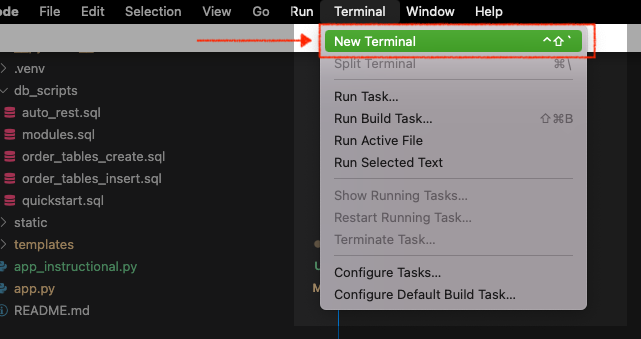 ode File Edit Selection View Go Run Terminal Window Help
.venv
db_scripts
auto_rest.sql
modules.sql
order_tables_create.sql
order_tables_insert.sql
quickstart.sql
static
templates
app_instructional.py
app.py
README.md
U
M
New Terminal ⌃⇧`
Split Terminal ⌘\
Run Task...
Run Build Task... ⇧⌘B
Run Active File
Run Selected Text
Show Running Tasks...
Restart Running Task...
Terminate Task...
Configure Tasks...
Configure Default Build Task...